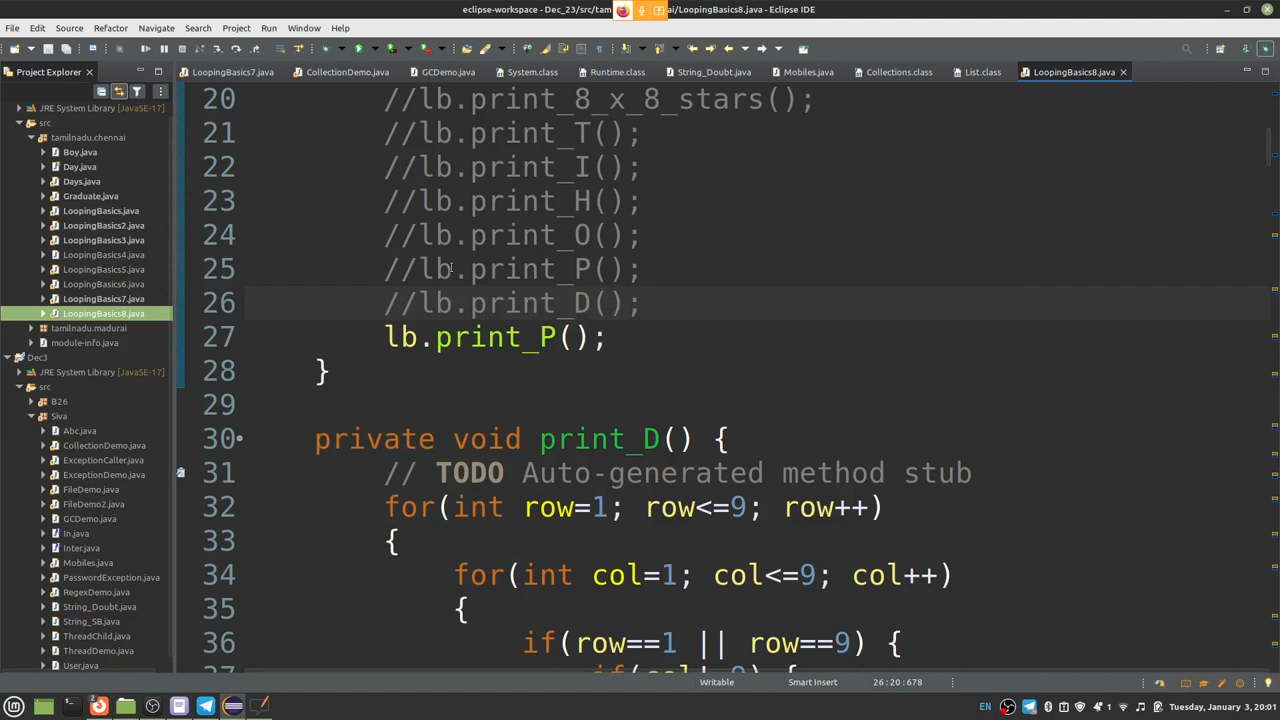 eclipse-workspace - Dec_23/src/tam ai/LoopingBasics8.java - Eclipse IDE
File Edit Source Refactor Navigate Search Project Run Window Help
Project Explorer
LoopingBasics7.java CollectionDemo.java GCDemo.java System.class Runtime.class String_Doubt.java Mobiles.java Collections.class List.class LoopingBasics8.java
JRE System Library [JavaSE-17]
src
tamilnadu.chennai
Boy.java
Day.java
Days.java
Graduate.java
LoopingBasics.java
LoopingBasics2.java
LoopingBasics3.java
LoopingBasics4.java
LoopingBasics5.java
LoopingBasics6.java
LoopingBasics7.java
LoopingBasics8.java
tamilnadu.madurai
module-info.java
Dec3
JRE System Library [JavaSE-17]
src
B26
Siva
Abc.java
CollectionDemo.java
ExceptionCaller.java
ExceptionDemo.java
FileDemo.java
FileDemo2.java
GCDemo.java
In.java
Inter.java
Mobiles.java
PasswordException.java
RegexDemo.java
String_Doubt.java
String_SB.java
ThreadChild.java
ThreadDemo.java
User.java
20 //lb.print_8_x_8_stars();
21 //lb.print_T();
22 //lb.print_I();
23 //lb.print_H();
24 //lb.print_O();
25 //lb.print_P();
26 //lb.print_D();
27 lb.print_P();
28 }
29
30 private void print_D() {
31 // TODO Auto-generated method stub
32 for(int row=1; row<=9; row++)
33 {
34 for(int col=1; col<=9; col++)
35 {
36 if(row==1 || row==9) {
Writable Smart Insert 26 : 20 : 678
2 EN 1 Tuesday, January 3, 20:01